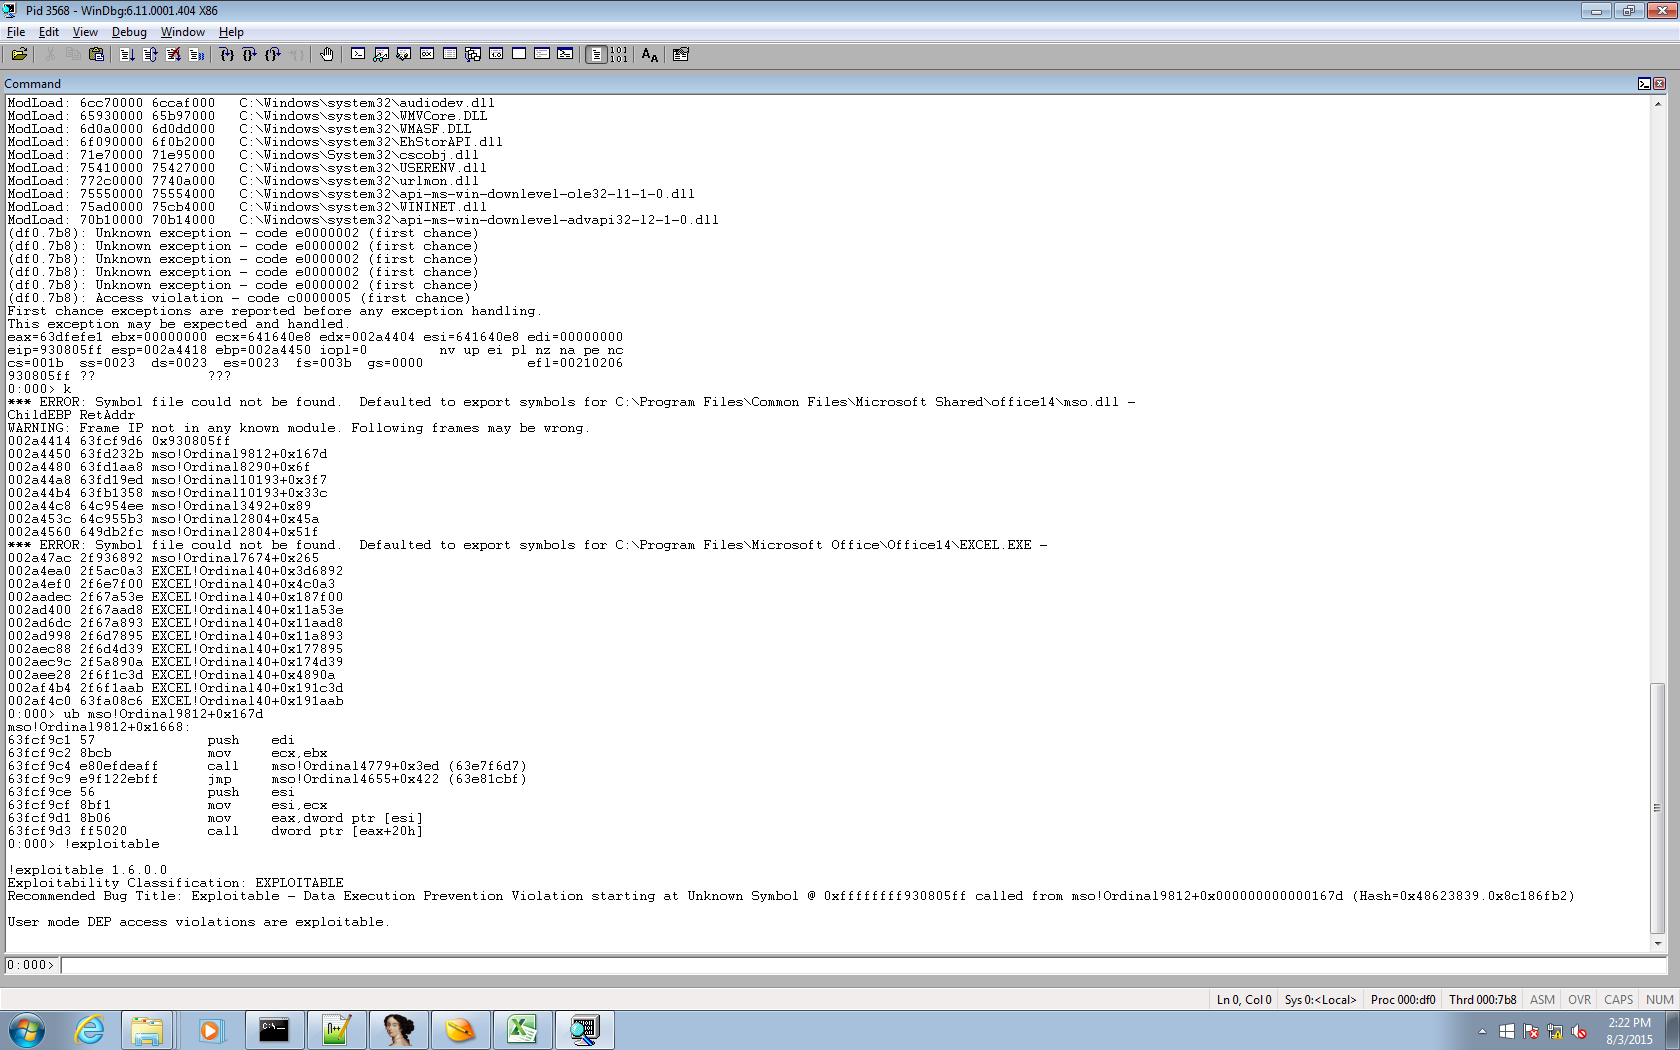 Pid 3568 - WinDbg:6.11.0001.404 X86
File Edit View Debug Window Help
Command
ModLoad: 6cc70000 6ccaf000   C:\Windows\system32\audiodev.dll
ModLoad: 65930000 65b97000   C:\Windows\system32\WMVCore.DLL
ModLoad: 6d0a0000 6d0dd000   C:\Windows\system32\WMASF.DLL
ModLoad: 6f090000 6f0b2000   C:\Windows\system32\EhStorAPI.dll
ModLoad: 71e70000 71e95000   C:\Windows\System32\cscobj.dll
ModLoad: 75410000 75427000   C:\Windows\system32\USERENV.dll
ModLoad: 772c0000 7740a000   C:\Windows\system32\urlmon.dll
ModLoad: 75550000 75554000   C:\Windows\system32\api-ms-win-downlevel-ole32-l1-1-0.dll
ModLoad: 75ad0000 75cb4000   C:\Windows\system32\WININET.dll
ModLoad: 70b10000 70b14000   C:\Windows\system32\api-ms-win-downlevel-advapi32-l2-1-0.dll
(df0.7b8): Unknown exception - code e0000002 (first chance)
(df0.7b8): Unknown exception - code e0000002 (first chance)
(df0.7b8): Unknown exception - code e0000002 (first chance)
(df0.7b8): Unknown exception - code e0000002 (first chance)
(df0.7b8): Unknown exception - code e0000002 (first chance)
(df0.7b8): Access violation - code c0000005 (first chance)
First chance exceptions are reported before any exception handling.
This exception may be expected and handled.
eax=63dfefe1 ebx=00000000 ecx=641640e8 edx=002a4404 esi=641640e8 edi=00000000
eip=930805ff esp=002a4418 ebp=002a4450 iopl=0         nv up ei pl nz na pe nc
cs=001b  ss=0023  ds=0023  es=0023  fs=003b  gs=0000             efl=00210206
930805ff ??              ???
0:000> k
*** ERROR: Symbol file could not be found.  Defaulted to export symbols for C:\Program Files\Common Files\Microsoft Shared\office14\mso.dll -
ChildEBP RetAddr
WARNING: Frame IP not in any known module. Following frames may be wrong.
002a4414 63fcf9d6 0x930805ff
002a4450 63fd232b mso!Ordinal9812+0x167d
002a4480 63fd1aa8 mso!Ordinal8290+0x6f
002a44a8 63fd19ed mso!Ordinal10193+0x3f7
002a44b4 63fb1358 mso!Ordinal10193+0x33c
002a44c8 64c954ee mso!Ordinal3492+0x89
002a453c 64c955b3 mso!Ordinal2804+0x45a
002a4560 649db2fc mso!Ordinal2804+0x51f
*** ERROR: Symbol file could not be found.  Defaulted to export symbols for C:\Program Files\Microsoft Office\Office14\EXCEL.EXE -
002a47ac 2f936892 mso!Ordinal7674+0x265
002a4ea0 2f5ac0a3 EXCEL!Ordinal40+0x3d6892
002a4ef0 2f6e7f00 EXCEL!Ordinal40+0x4c0a3
002aadec 2f67a53e EXCEL!Ordinal40+0x187f00
002ad400 2f67aad8 EXCEL!Ordinal40+0x11a53e
002ad6dc 2f67a893 EXCEL!Ordinal40+0x11aad8
002ad998 2f6d7895 EXCEL!Ordinal40+0x11a893
002aec88 2f6d4d39 EXCEL!Ordinal40+0x177895
002aec9c 2f5a890a EXCEL!Ordinal40+0x174d39
002aee28 2f6f1c3d EXCEL!Ordinal40+0x4890a
002af4b4 2f6f1aab EXCEL!Ordinal40+0x191c3d
002af4c0 63fa08c6 EXCEL!Ordinal40+0x191aab
0:000> ub mso!Ordinal9812+0x167d
mso!Ordinal9812+0x1668:
63fcf9c1 57              push    edi
63fcf9c2 8bcb            mov     ecx,ebx
63fcf9c4 e80efdeaff      call    mso!Ordinal4779+0x3ed (63e7f6d7)
63fcf9c9 e9f122ebff      jmp     mso!Ordinal4655+0x422 (63e81cbf)
63fcf9ce 56              push    esi
63fcf9cf 8bf1            mov     esi,ecx
63fcf9d1 8b06            mov     eax,dword ptr [esi]
63fcf9d3 ff5020          call    dword ptr [eax+20h]
0:000> !exploitable
!exploitable 1.6.0.0
Exploitability Classification: EXPLOITABLE
Recommended Bug Title: Exploitable - Data Execution Prevention Violation starting at Unknown Symbol @ 0xffffffff930805ff called from mso!Ordinal9812+0x000000000000167d (Hash=0x48623839.0x8c186fb2)
User mode DEP access violations are exploitable.
0:000>
Ln 0, Col 0 Sys 0:<Local> Proc 000:df0 Thrd 000:7b8 ASM OVR CAPS NUM
2:22 PM
8/3/2015